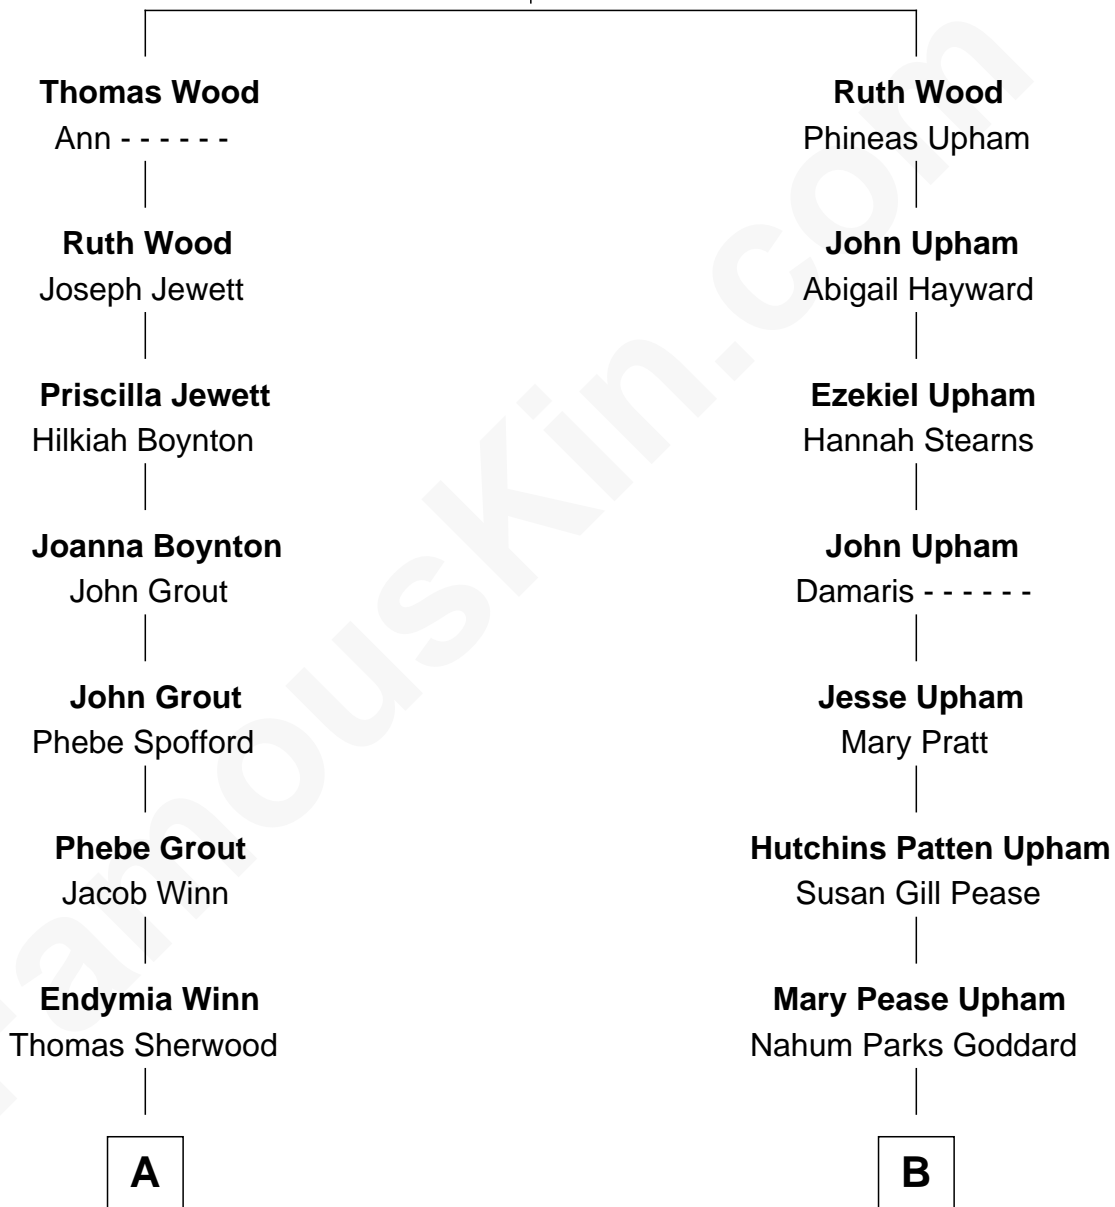 Thomas Wood
Ann - - - - - -
Ruth Wood
Joseph Jewett
Priscilla Jewett
Hilkiah Boynton
Joanna Boynton
John Grout
John Grout
Phebe Spofford
Phebe Grout
Jacob Winn
Endymia Winn
Thomas Sherwood
A
Ruth Wood
Phineas Upham
John Upham
Abigail Hayward
Ezekiel Upham
Hannah Stearns
John Upham
Damaris - - - - - -
Jesse Upham
Mary Pratt
Hutchins Patten Upham
Susan Gill Pease
Mary Pease Upham
Nahum Parks Goddard
B
FamousKin.com